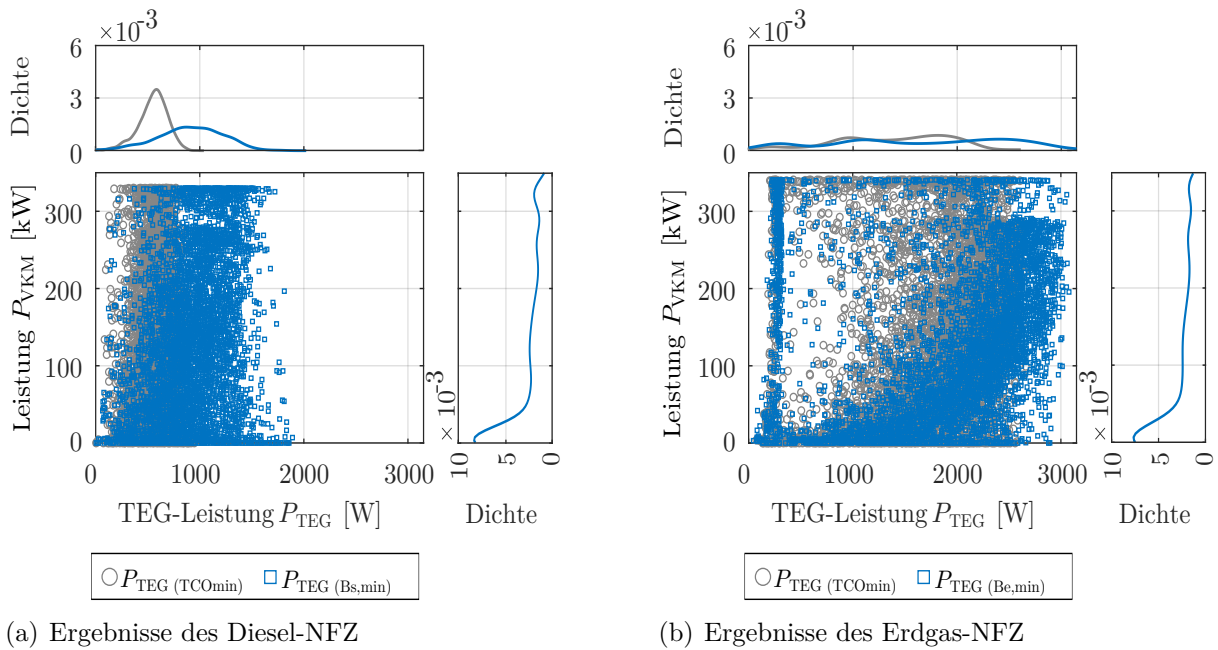 ×10⁻³
6
3
0
Dichte
Leistung P_VKM [kW]
300
200
100
0
0 1000 2000 3000
TEG-Leistung P_TEG [W]
× 10⁻³
10 5 0
Dichte
P_TEG (TCOmin) P_TEG (Bs,min)
(a) Ergebnisse des Diesel-NFZ
×10⁻³
6
3
0
Dichte
Leistung P_VKM [kW]
300
200
100
0
0 1000 2000 3000
TEG-Leistung P_TEG [W]
× 10⁻³
10 5 0
Dichte
P_TEG (TCOmin) P_TEG (Be,min)
(b) Ergebnisse des Erdgas-NFZ